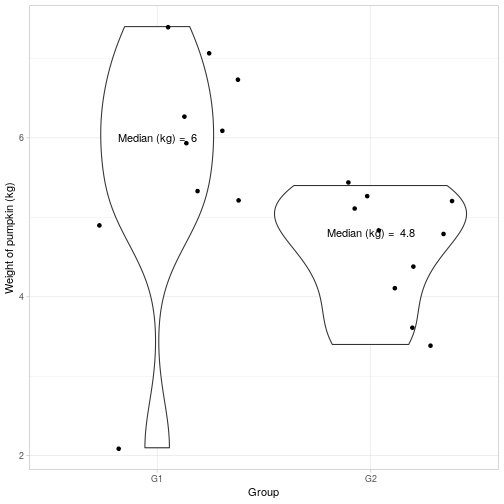 6
4
2
Weight of pumpkin (kg)
Median (kg) = 6
Median (kg) = 4.8
G1
G2
Group